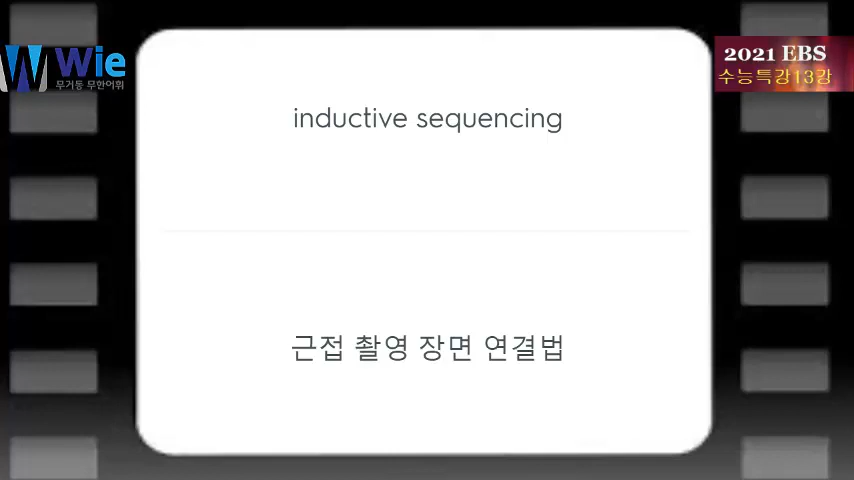 Wie
무거동 무한어휘
2021 EBS
수능특강13강
inductive sequencing
근접 촬영 장면 연결법